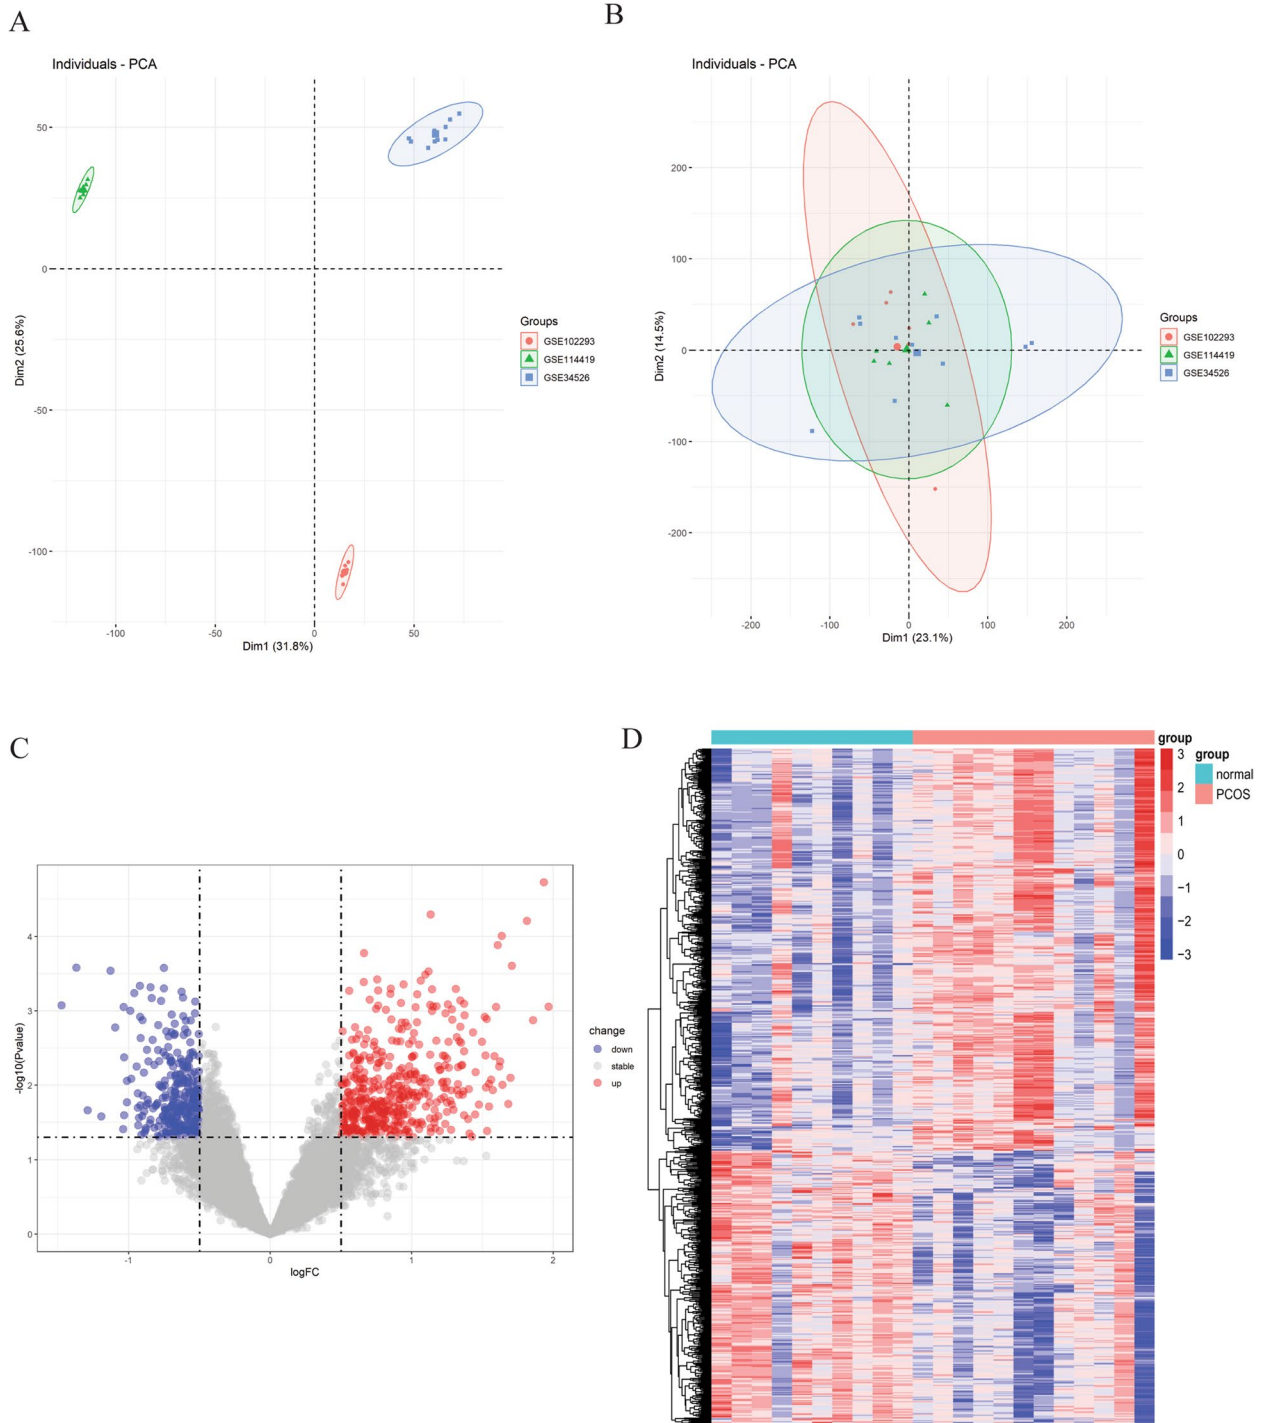 A
Individuals - PCA
50
0
-50
-100
Dim2 (25.6%)
-100
-50
0
50
Dim1 (31.8%)
Groups
GSE102293
GSE114419
GSE34526
B
Individuals - PCA
200
100
0
-100
-200
Dim2 (14.5%)
-200
-100
0
100
200
Dim1 (23.1%)
Groups
GSE102293
GSE114419
GSE34526
C
4
3
2
1
0
-log10(Pvalue)
-1
0
1
2
logFC
change
down
stable
up
D
group
3
2
1
0
−1
−2
−3
group
normal
PCOS